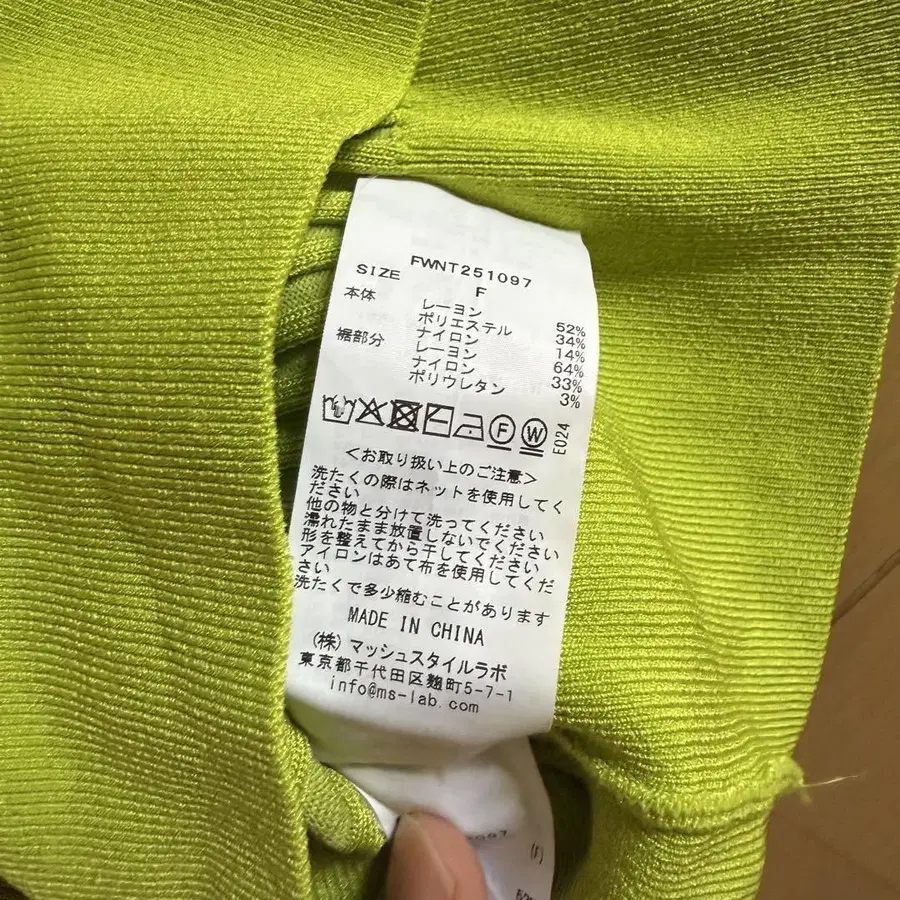 FWNT251097
SIZE F
本体 レーヨン 52%
ポリエステル 34%
ナイロン 14%
裾部分 レーヨン 64%
ナイロン 33%
ポリウレタン 3%
F W E024
<お取り扱い上のご注意>
洗たくの際はネットを使用してく
ださい
他の物と分けて洗ってください
濡れたまま放置しないでください
形を整えてから干してください
アイロンはあて布を使用してくだ
さい
洗たくで多少縮むことがあります
MADE IN CHINA
(株) マッシュスタイルラボ
東京都千代田区麹町5-7-1
info@ms-lab.com
(F)